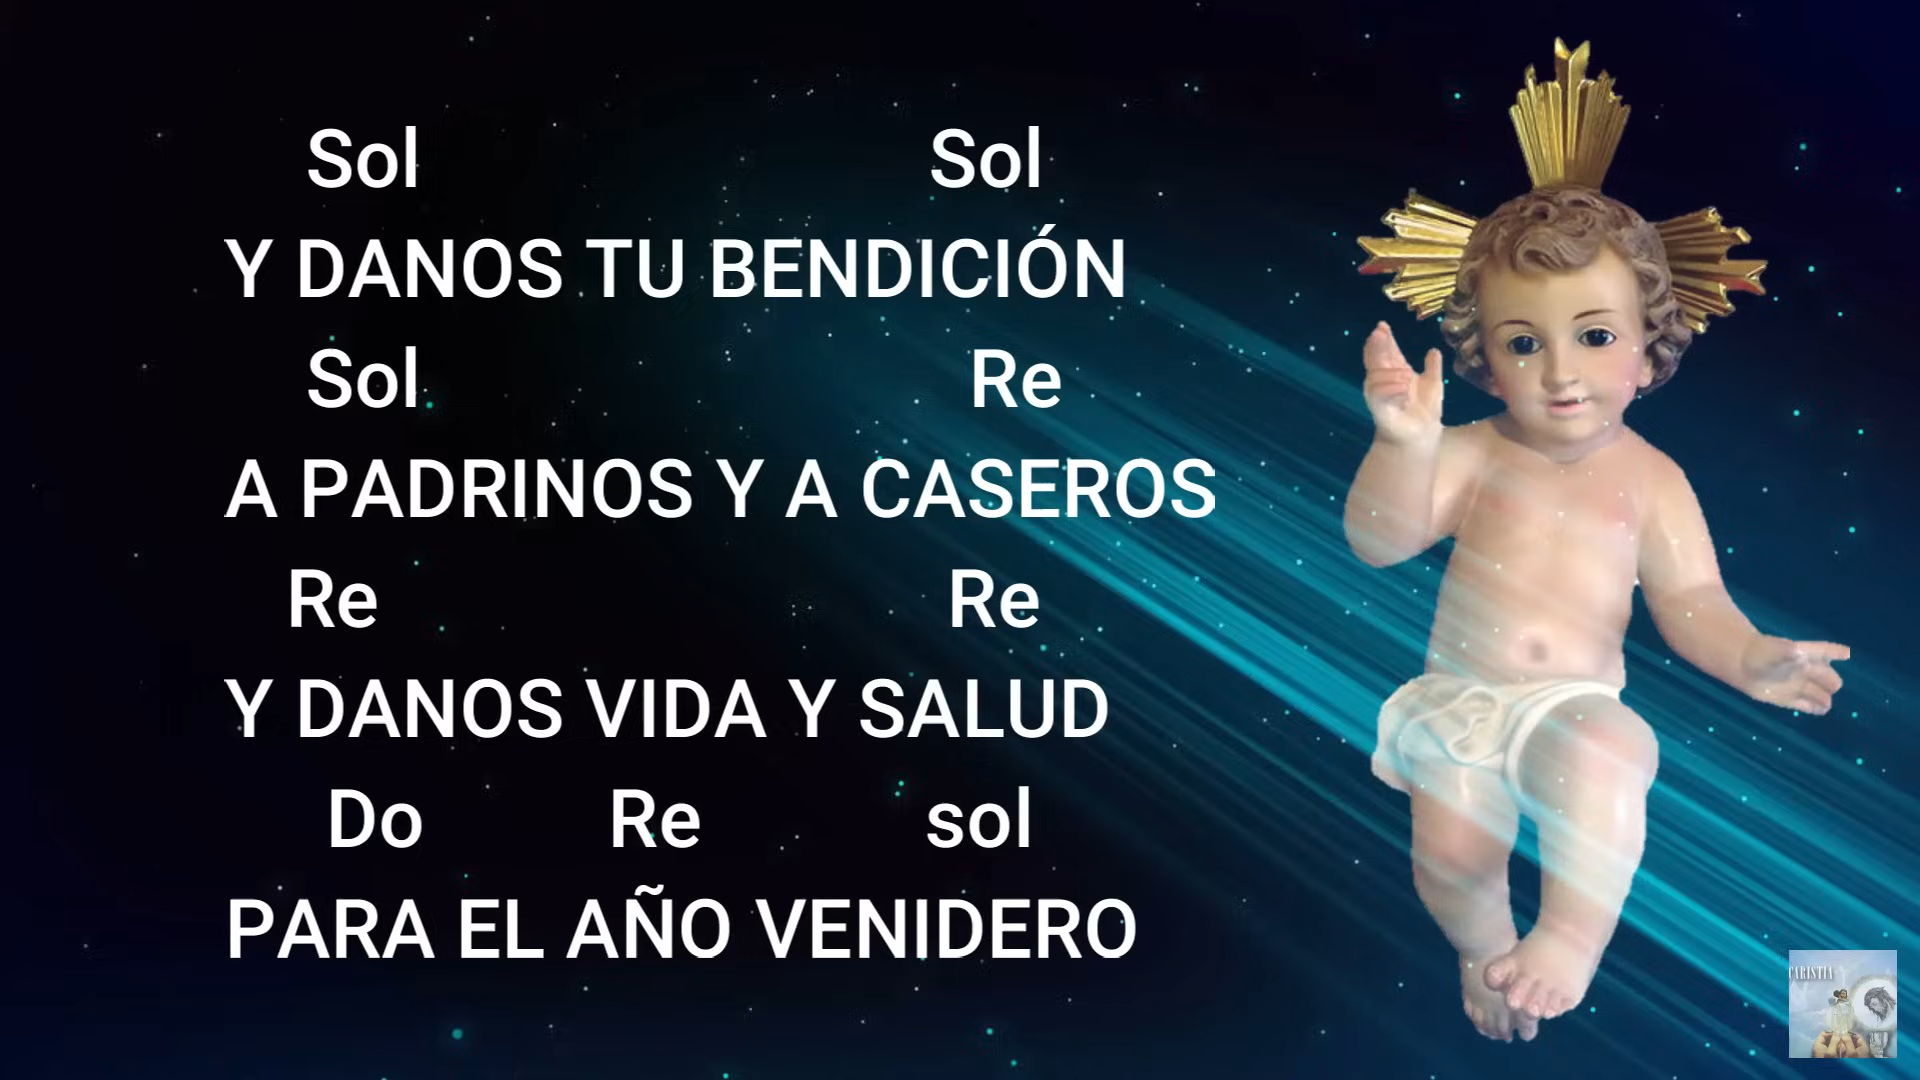 Sol Sol
Y DANOS TU BENDICIÓN
Sol Re
A PADRINOS Y A CASEROS
Re Re
Y DANOS VIDA Y SALUD
Do Re sol
PARA EL AÑO VENIDERO
CARISTIA